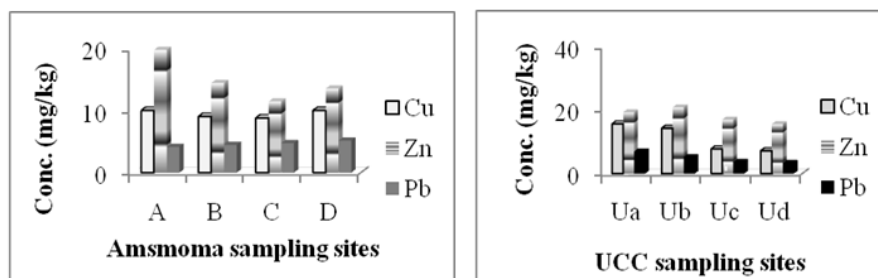 20
10
0
Conc. (mg/kg)
A B C D
Amsmoma sampling sites
Cu
Zn
Pb
40
20
0
Conc. (mg/kg)
Ua Ub Uc Ud
UCC sampling sites
Cu
Zn
Pb